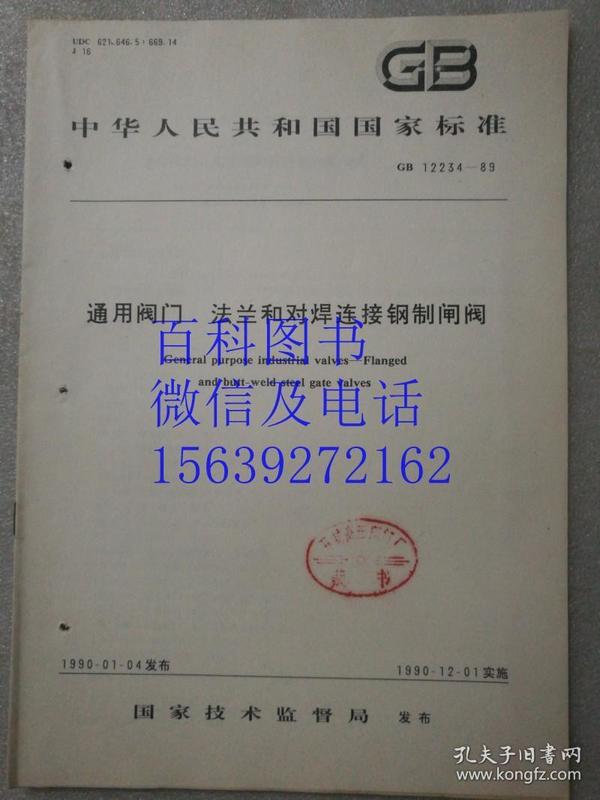 UDC 621.646.5:669.14
J 16
GB
中华人民共和国国家标准
GB 12234—89
通用阀门 法兰和对焊连接钢制闸阀
General purpose industrial valves—Flanged
and butt-weld steel gate valves
百科图书
微信及电话
15639272162
藏书
1990-01-04发布
1990-12-01实施
国家技术监督局 发布
孔夫子旧书网
www.kongfz.com